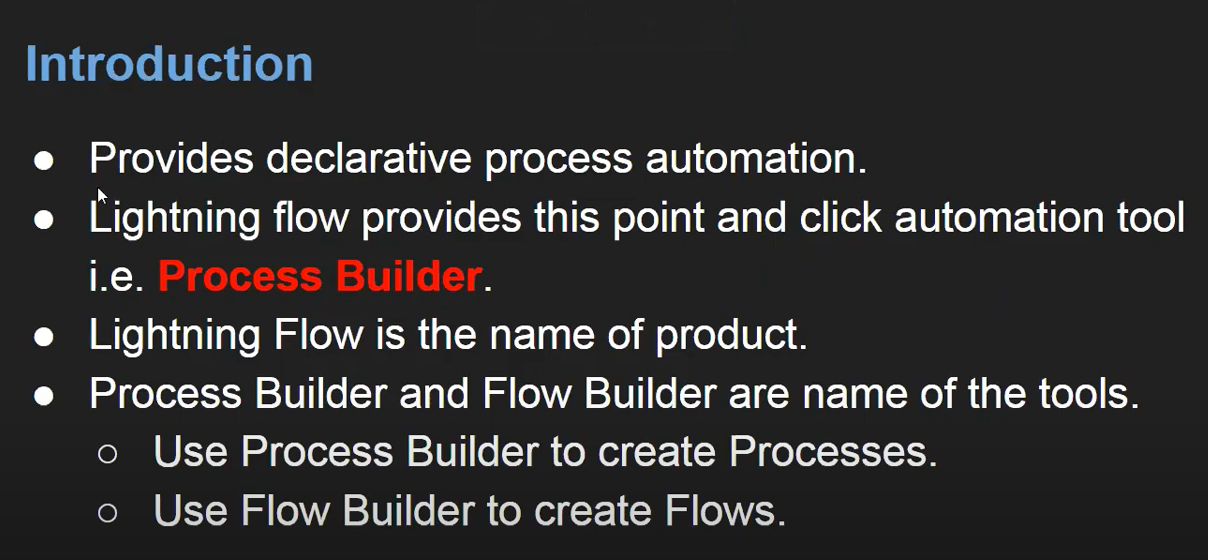 Introduction
● Provides declarative process automation.
● Lightning flow provides this point and click automation tool
i.e. Process Builder.
● Lightning Flow is the name of product.
● Process Builder and Flow Builder are name of the tools.
○ Use Process Builder to create Processes.
○ Use Flow Builder to create Flows.